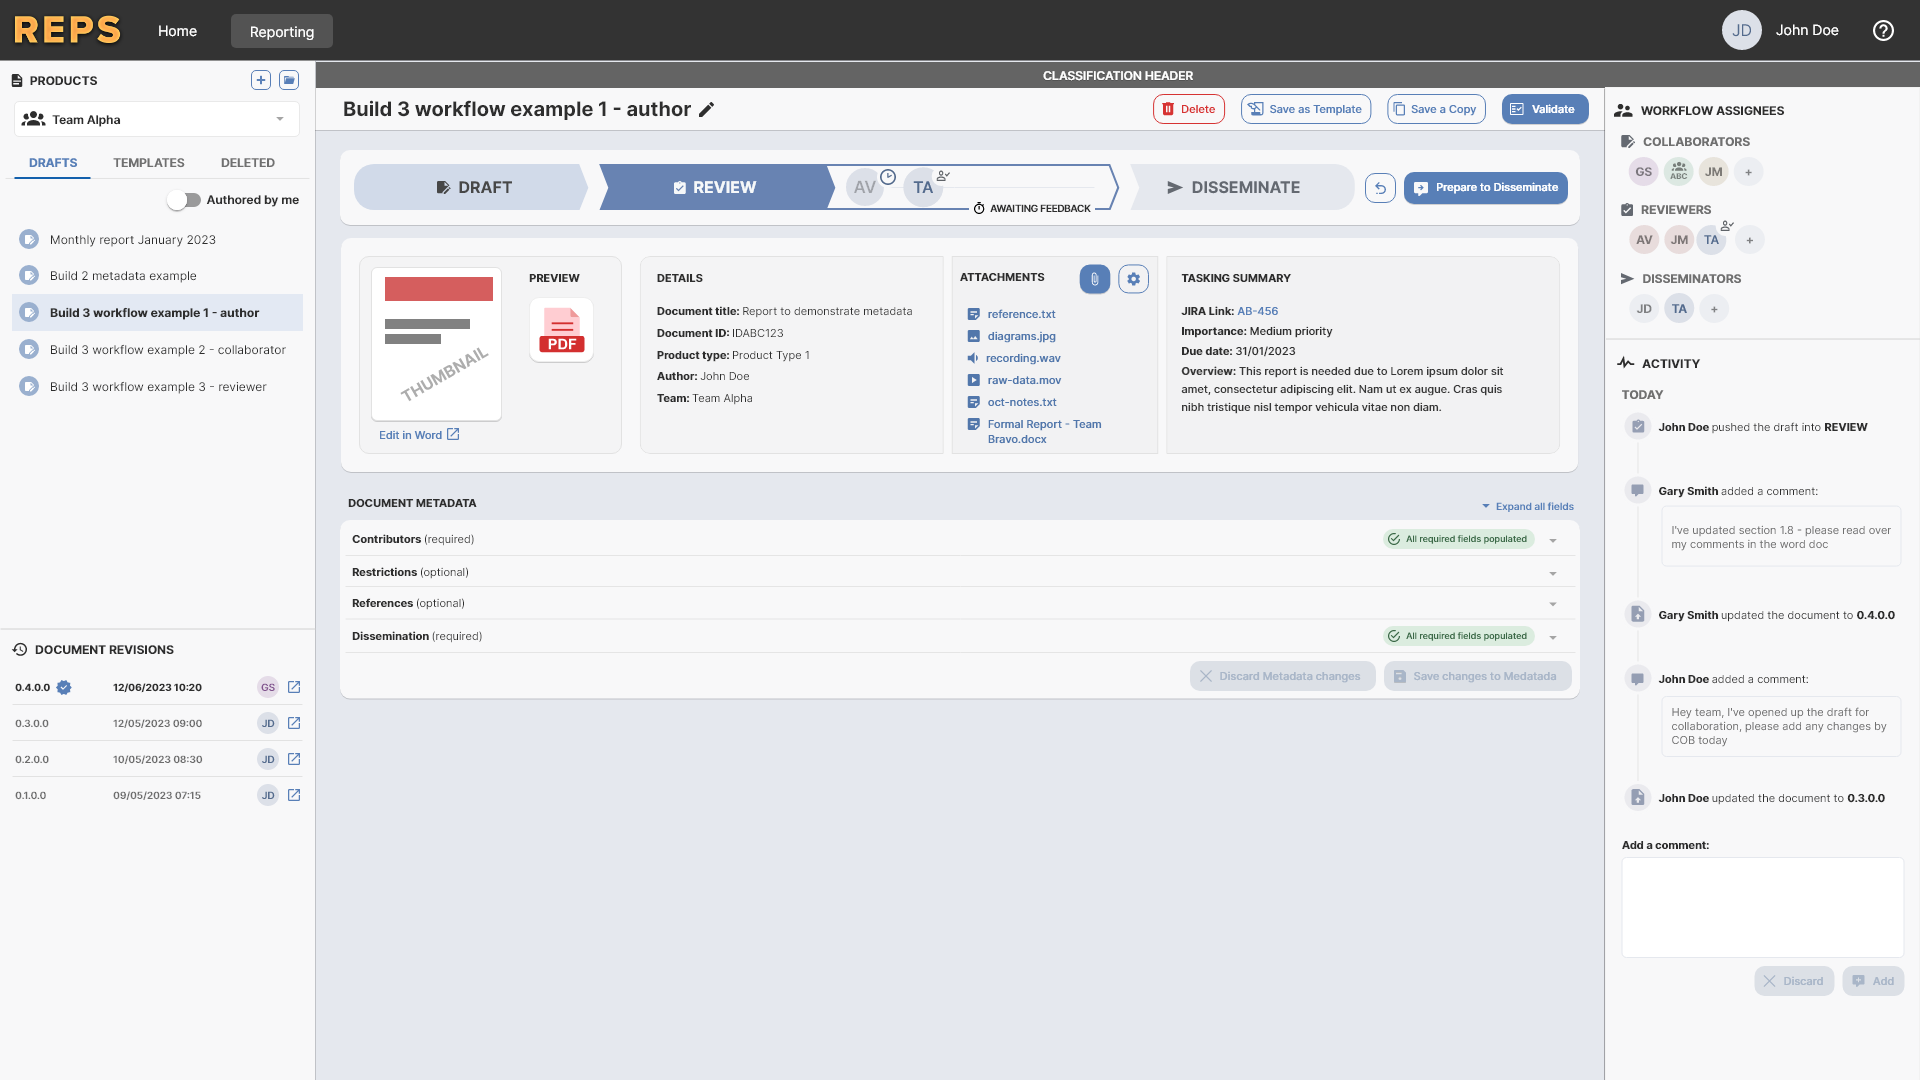 REPS
Home
Reporting
JD
John Doe
PRODUCTS
Team Alpha
DRAFTS
TEMPLATES
DELETED
Authored by me
Monthly report January 2023
Build 2 metadata example
Build 3 workflow example 1 - author
Build 3 workflow example 2 - collaborator
Build 3 workflow example 3 - reviewer
DOCUMENT REVISIONS
0.4.0.0 12/06/2023 10:20 GS
0.3.0.0 12/05/2023 09:00 JD
0.2.0.0 10/05/2023 08:30 JD
0.1.0.0 09/05/2023 07:15 JD
CLASSIFICATION HEADER
Build 3 workflow example 1 - author
Delete
Save as Template
Save a Copy
Validate
DRAFT
REVIEW
AV
TA
AWAITING FEEDBACK
DISSEMINATE
Prepare to Disseminate
THUMBNAIL
Edit in Word
PREVIEW
PDF
DETAILS
Document title: Report to demonstrate metadata
Document ID: IDABC123
Product type: Product Type 1
Author: John Doe
Team: Team Alpha
ATTACHMENTS
reference.txt
diagrams.jpg
recording.wav
raw-data.mov
oct-notes.txt
Formal Report - Team
Bravo.docx
TASKING SUMMARY
JIRA Link: AB-456
Importance: Medium priority
Due date: 31/01/2023
Overview: This report is needed due to Lorem ipsum dolor sit
amet, consectetur adipiscing elit. Nam ut ex augue. Cras quis
nibh tristique nisl tempor vehicula vitae non diam.
DOCUMENT METADATA
Expand all fields
Contributors (required)
All required fields populated
Restrictions (optional)
References (optional)
Dissemination (required)
All required fields populated
Discard Metadata changes
Save changes to Medatada
WORKFLOW ASSIGNEES
COLLABORATORS
GS
ABC
JM
+
REVIEWERS
AV
JM
TA
+
DISSEMINATORS
JD
TA
+
ACTIVITY
TODAY
John Doe pushed the draft into REVIEW
Gary Smith added a comment:
I've updated section 1.8 - please read over
my comments in the word doc
Gary Smith updated the document to 0.4.0.0
John Doe added a comment:
Hey team, I've opened up the draft for
collaboration, please add any changes by
COB today
John Doe updated the document to 0.3.0.0
Add a comment:
Discard
Add